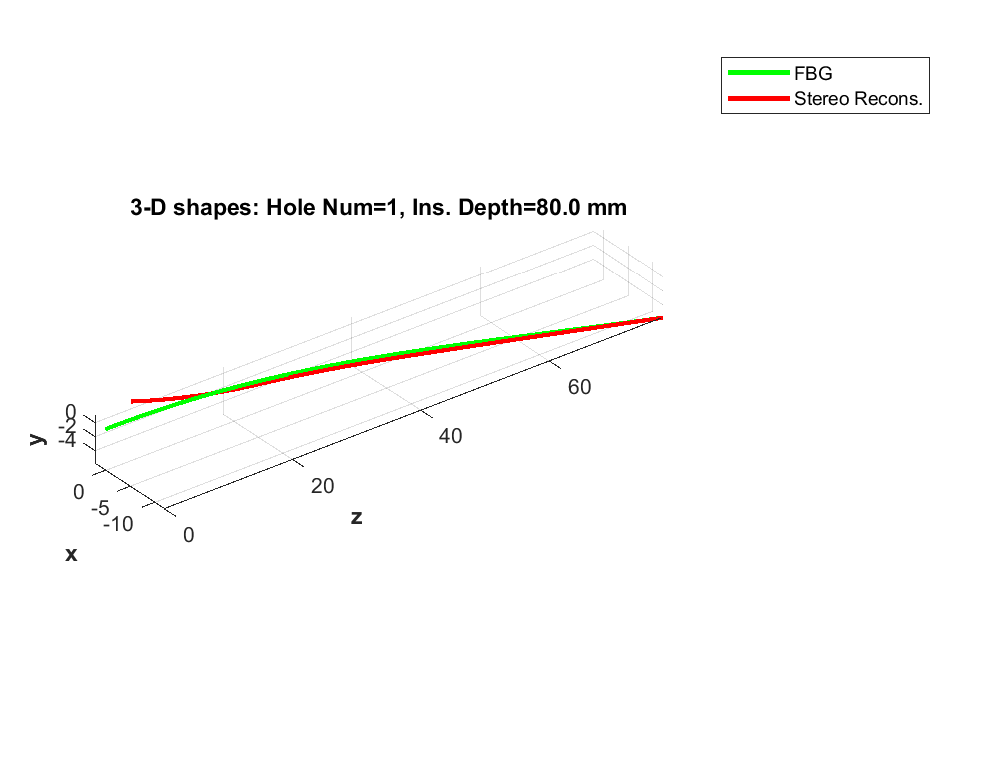 FBG
Stereo Recons.
3-D shapes: Hole Num=1, Ins. Depth=80.0 mm
0
-2
-4
y
0
-5
-10
x
0
20
40
60
z